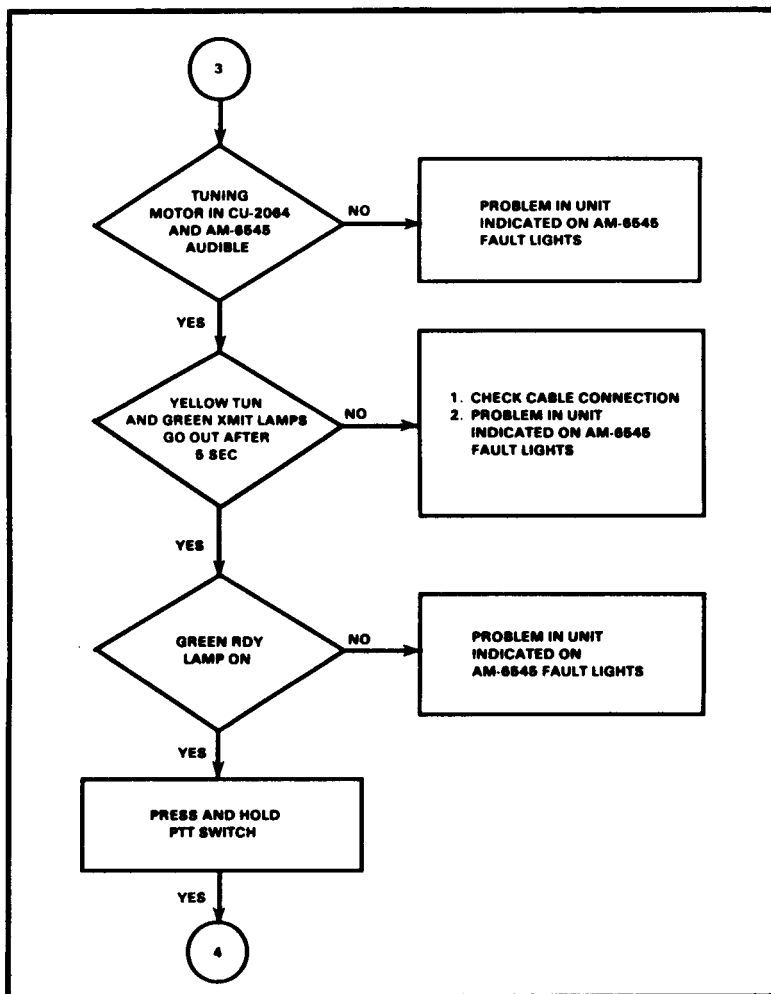 3
TUNING
MOTOR IN CU-2064
AND AM-6545
AUDIBLE
NO
PROBLEM IN UNIT
INDICATED ON AM-6545
FAULT LIGHTS
YES
YELLOW TUN
AND GREEN XMIT LAMPS
GO OUT AFTER
5 SEC
NO
1. CHECK CABLE CONNECTION
2. PROBLEM IN UNIT
INDICATED ON AM-6545
FAULT LIGHTS
YES
GREEN RDY
LAMP ON
NO
PROBLEM IN UNIT
INDICATED ON
AM-6545 FAULT LIGHTS
YES
PRESS AND HOLD
PTT SWITCH
YES
4